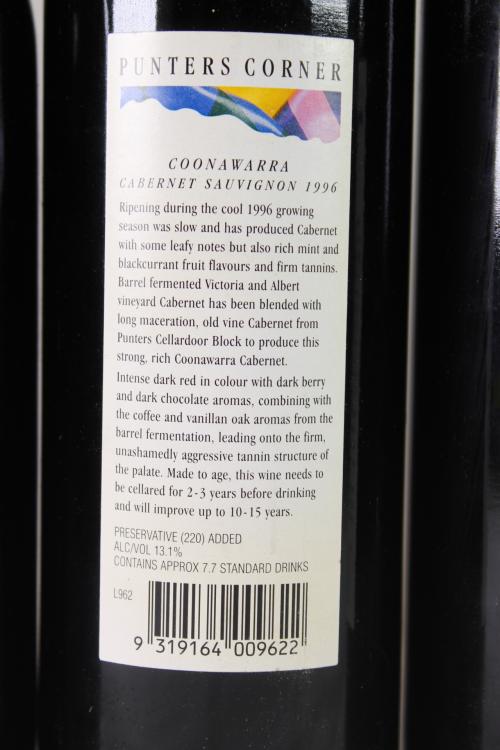 PUNTERS CORNER
COONAWARRA
CABERNET SAUVIGNON 1996
Ripening during the cool 1996 growing
season was slow and has produced Cabernet
with some leafy notes but also rich mint and
blackcurrant fruit flavours and firm tannins.
Barrel fermented Victoria and Albert
vineyard Cabernet has been blended with
long maceration, old vine Cabernet from
Punters Cellardoor Block to produce this
strong, rich Coonawarra Cabernet.
Intense dark red in colour with dark berry
and dark chocolate aromas, combining with
the coffee and vanillan oak aromas from the
barrel fermentation, leading onto the firm,
unashamedly aggressive tannin structure of
the palate. Made to age, this wine needs to
be cellared for 2-3 years before drinking
and will improve up to 10-15 years.
PRESERVATIVE (220) ADDED
ALC/VOL 13.1%
CONTAINS APPROX 7.7 STANDARD DRINKS
L962
9 319164 009622